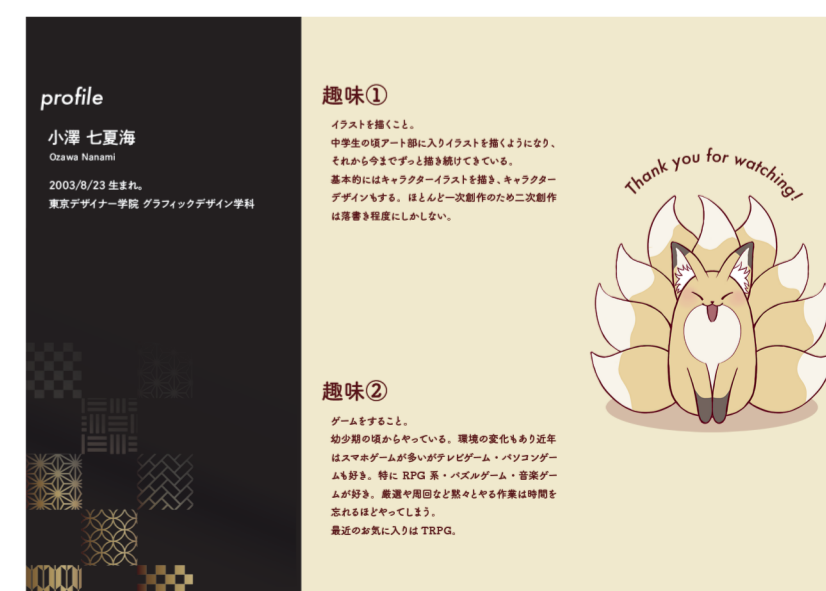 profile
小澤 七夏海
Ozawa Nanami
2003/8/23 生まれ。
東京デザイナー学院 グラフィックデザイン学科
趣味①
イラストを描くこと。
中学生の頃アート部に入りイラストを描くようになり、
それから今までずっと描き続けてきている。
基本的にはキャラクターイラストを描き、キャラクター
デザインもする。ほとんど一次創作のため二次創作
は落書き程度にしかしない。
趣味②
ゲームをすること。
幼少期の頃からやっている。環境の変化もあり近年
はスマホゲームが多いがテレビゲーム・パソコンゲー
ムも好き。特に RPG 系・パズルゲーム・音楽ゲー
ムが好き。厳選や周回など黙々とやる作業は時間を
忘れるほどやってしまう。
最近のお気に入りは TRPG。
Thank you for watching!